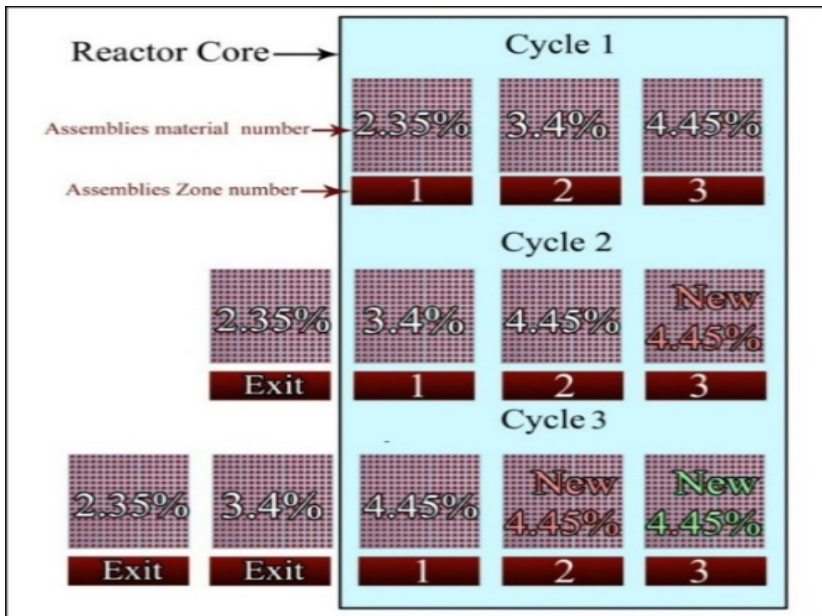 Reactor Core
Cycle 1
Assemblies material number
2.35% 3.4% 4.45%
Assemblies Zone number
1 2 3
Cycle 2
2.35% 3.4% 4.45% New 4.45%
Exit 1 2 3
Cycle 3
2.35% 3.4% 4.45% New 4.45% New 4.45%
Exit Exit 1 2 3